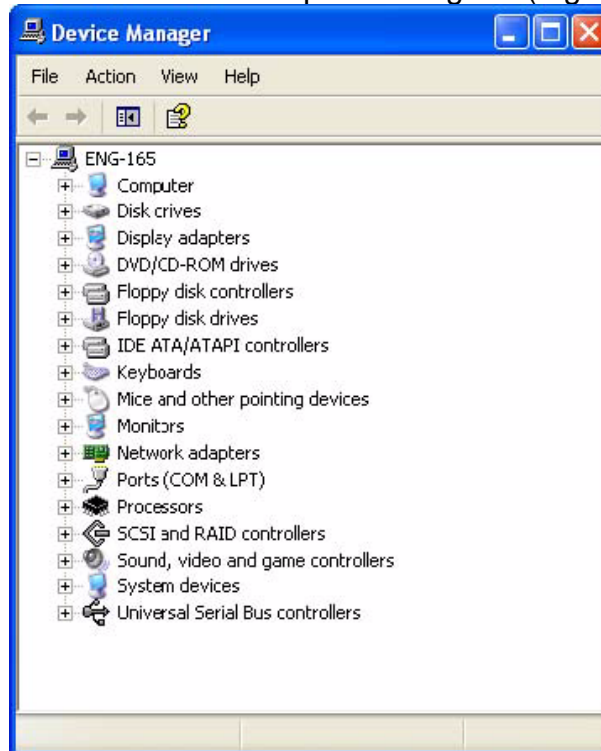 Device Manager
File Action View Help
ENG-165
Computer
Disk crives
Display adapters
DVD/CD-ROM drives
Floppy disk controllers
Floppy disk drives
IDE ATA/ATAPI controllers
Keyboards
Mice and other pointing devices
Monitors
Network adapters
Ports (COM & LPT)
Processors
SCSI and RAID controllers
Sound, video and game controllers
System devices
Universal Serial Bus controllers